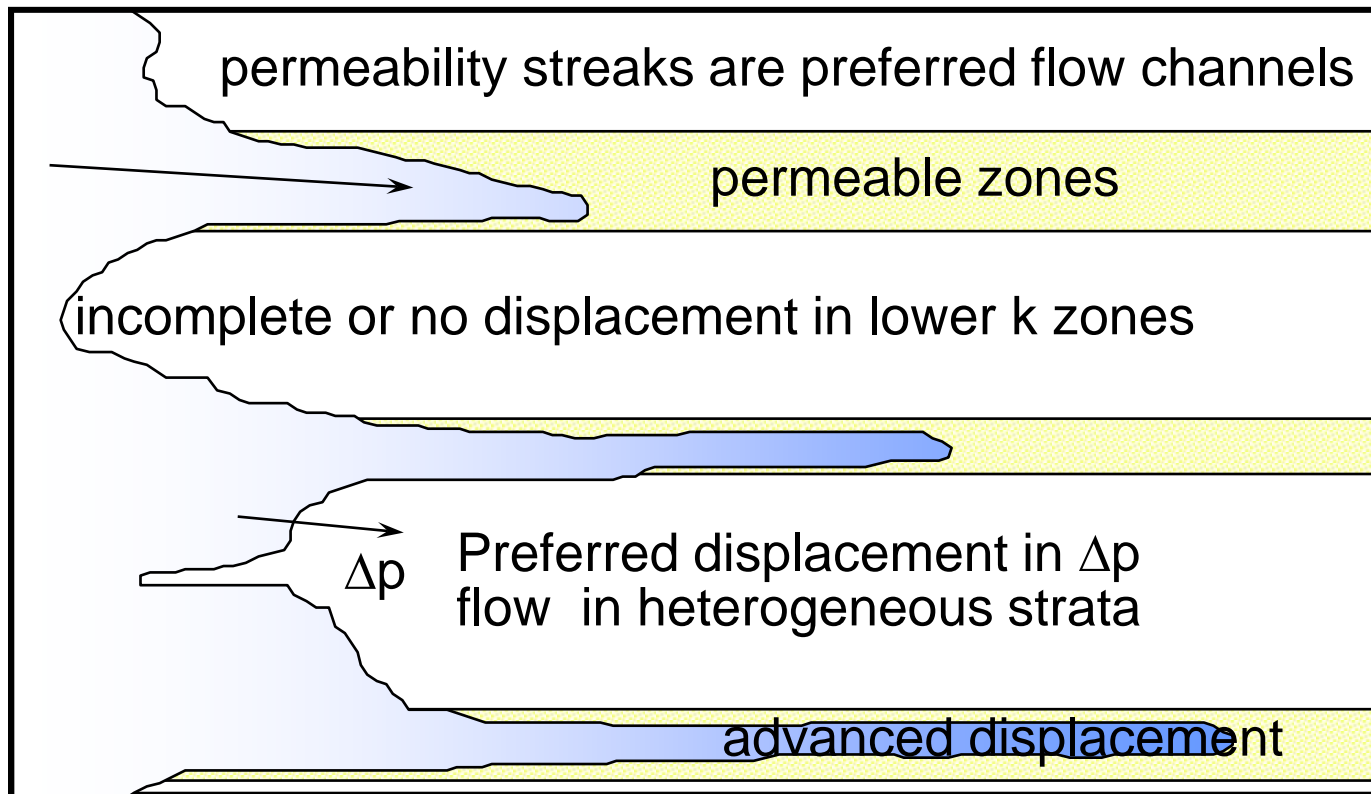 permeability streaks are preferred flow channels
permeable zones
incomplete or no displacement in lower k zones
Δp
Preferred displacement in Δp
flow in heterogeneous strata
advanced displacement